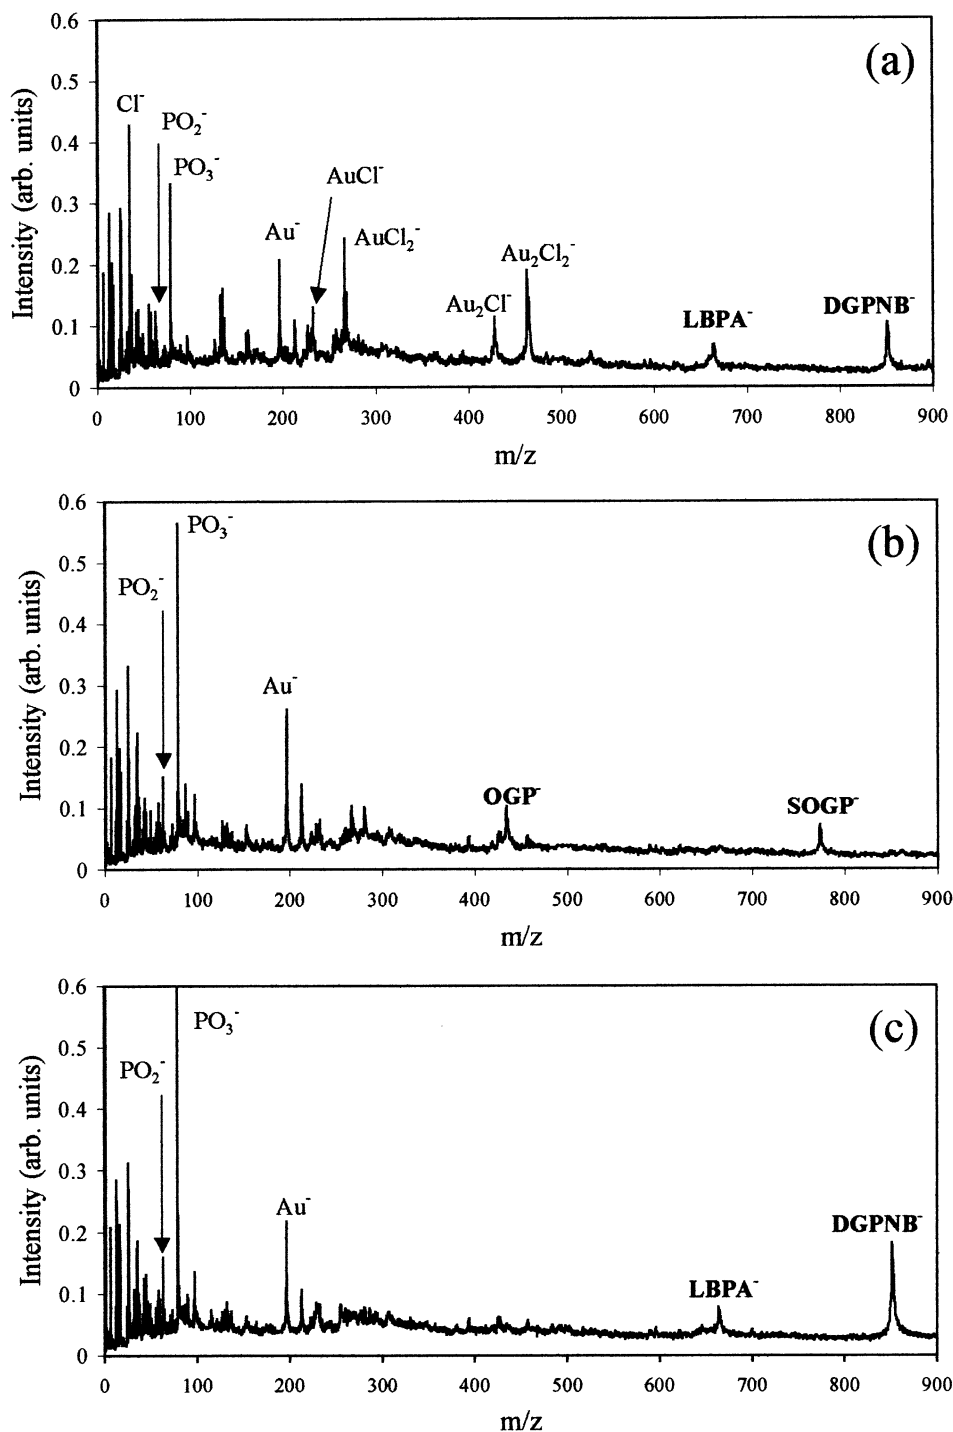 0.6
(a)
0.5
Cl⁻
PO₂⁻
0.4
PO₃⁻
AuCl⁻
0.3
Au⁻
AuCl₂⁻
Au₂Cl₂⁻
0.2
Au₂Cl⁻
LBPA⁻
DGPNB⁻
0.1
0
Intensity (arb. units)
0 100 200 300 400 500 600 700 800 900
m/z
0.6
PO₃⁻
(b)
PO₂⁻
0.5
0.4
0.3
Au⁻
0.2
OGP⁻
SOGP⁻
0.1
0
Intensity (arb. units)
0 100 200 300 400 500 600 700 800 900
m/z
0.6
PO₃⁻
(c)
0.5
PO₂⁻
0.4
0.3
Au⁻
DGPNB⁻
0.2
LBPA⁻
0.1
0
Intensity (arb. units)
0 100 200 300 400 500 600 700 800 900
m/z